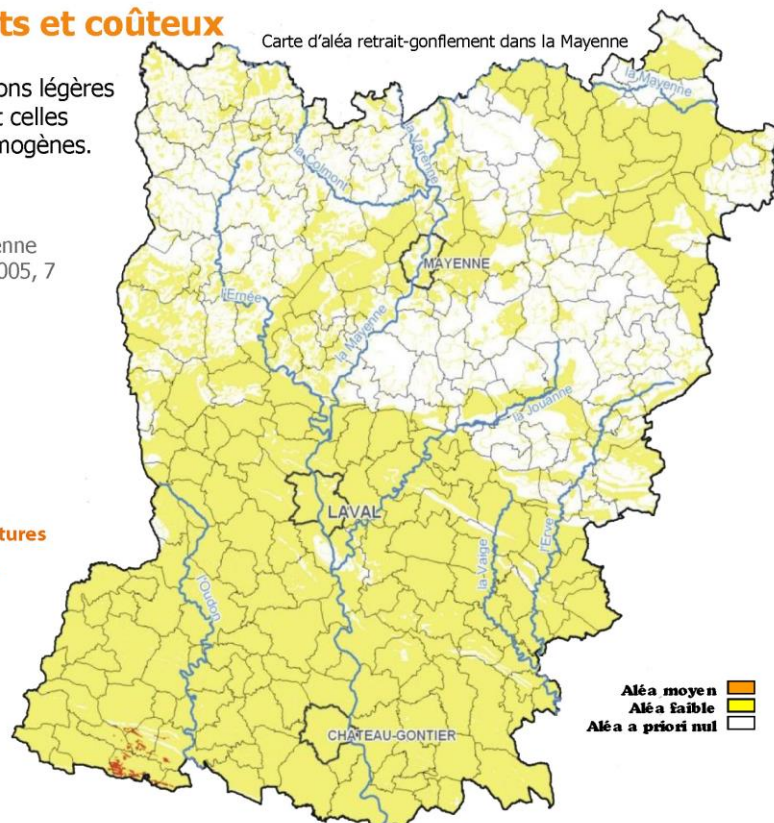 ts et coûteux
Carte d’aléa retrait-gonflement dans la Mayenne
ons légères
t celles
mogènes.
enne
005, 7
tures
la Mayenne
la Varenne
la Colmont
MAYENNE
l'Ernée
la Mayenne
la Jouanne
LAVAL
l'Erve
la Vaige
l'Oudon
CHÂTEAU-GONTIER
Aléa moyen
Aléa faible
Aléa a priori nul